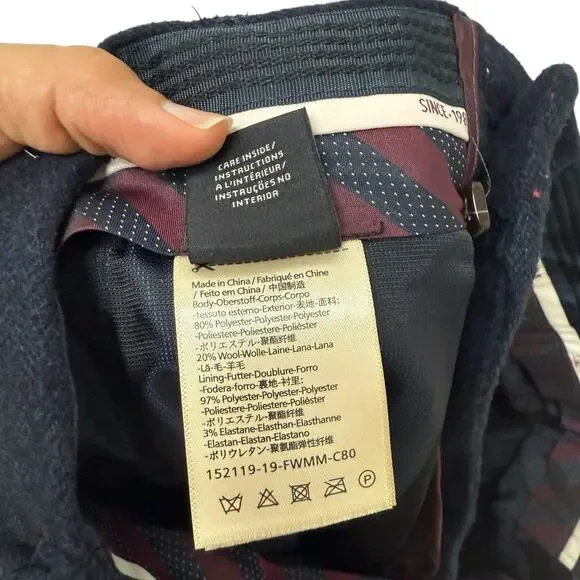 SINCE·198
CARE INSIDE/
INSTRUCTIONS
A L'INTÉRIEUR/
INSTRUÇÕES NO
INTERIOR
Made in China / Fabriqué en Chine
/ Feito em China / 中国制造
Body-Oberstoff-Corps-Corpo
-tessuto esterno-Exterior-表地-面料:
80% Polyester-Polyester-Polyester
-Poliestere-Poliester-Poliéster
-ポリエステル-聚酯纤维
20% Wool-Wolle-Laine-Lana-Lana
-Lã-毛-羊毛
Lining-Futter-Doublure-Forro
-Fodera-forro-裏地-衬里:
97% Polyester-Polyester-Polyester
-Poliestere-Poliester-Poliéster
-ポリエステル-聚酯纤维
3% Elastane-Elasthan-Elasthanne
-Elastan-Elastan-Elastano
-ポリウレタン-聚氨酯弹性纤维
152119-19-FWMM-C80
P